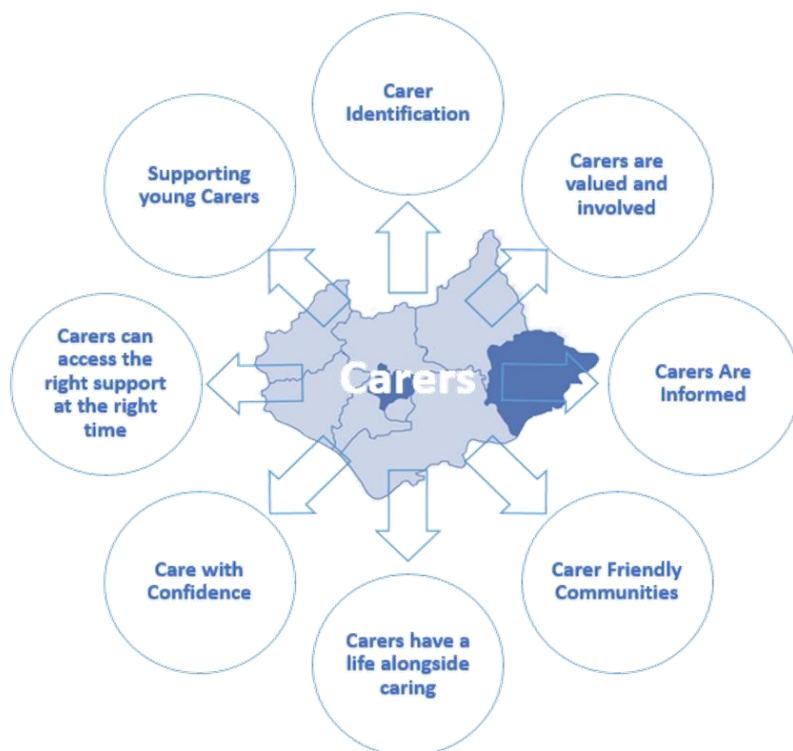 Carer
Identification
Carers are
valued and
involved
Carers Are
Informed
Carer Friendly
Communities
Carers have a
life alongside
caring
Care with
Confidence
Carers can
access the
right support
at the right
time
Supporting
young Carers
Carers